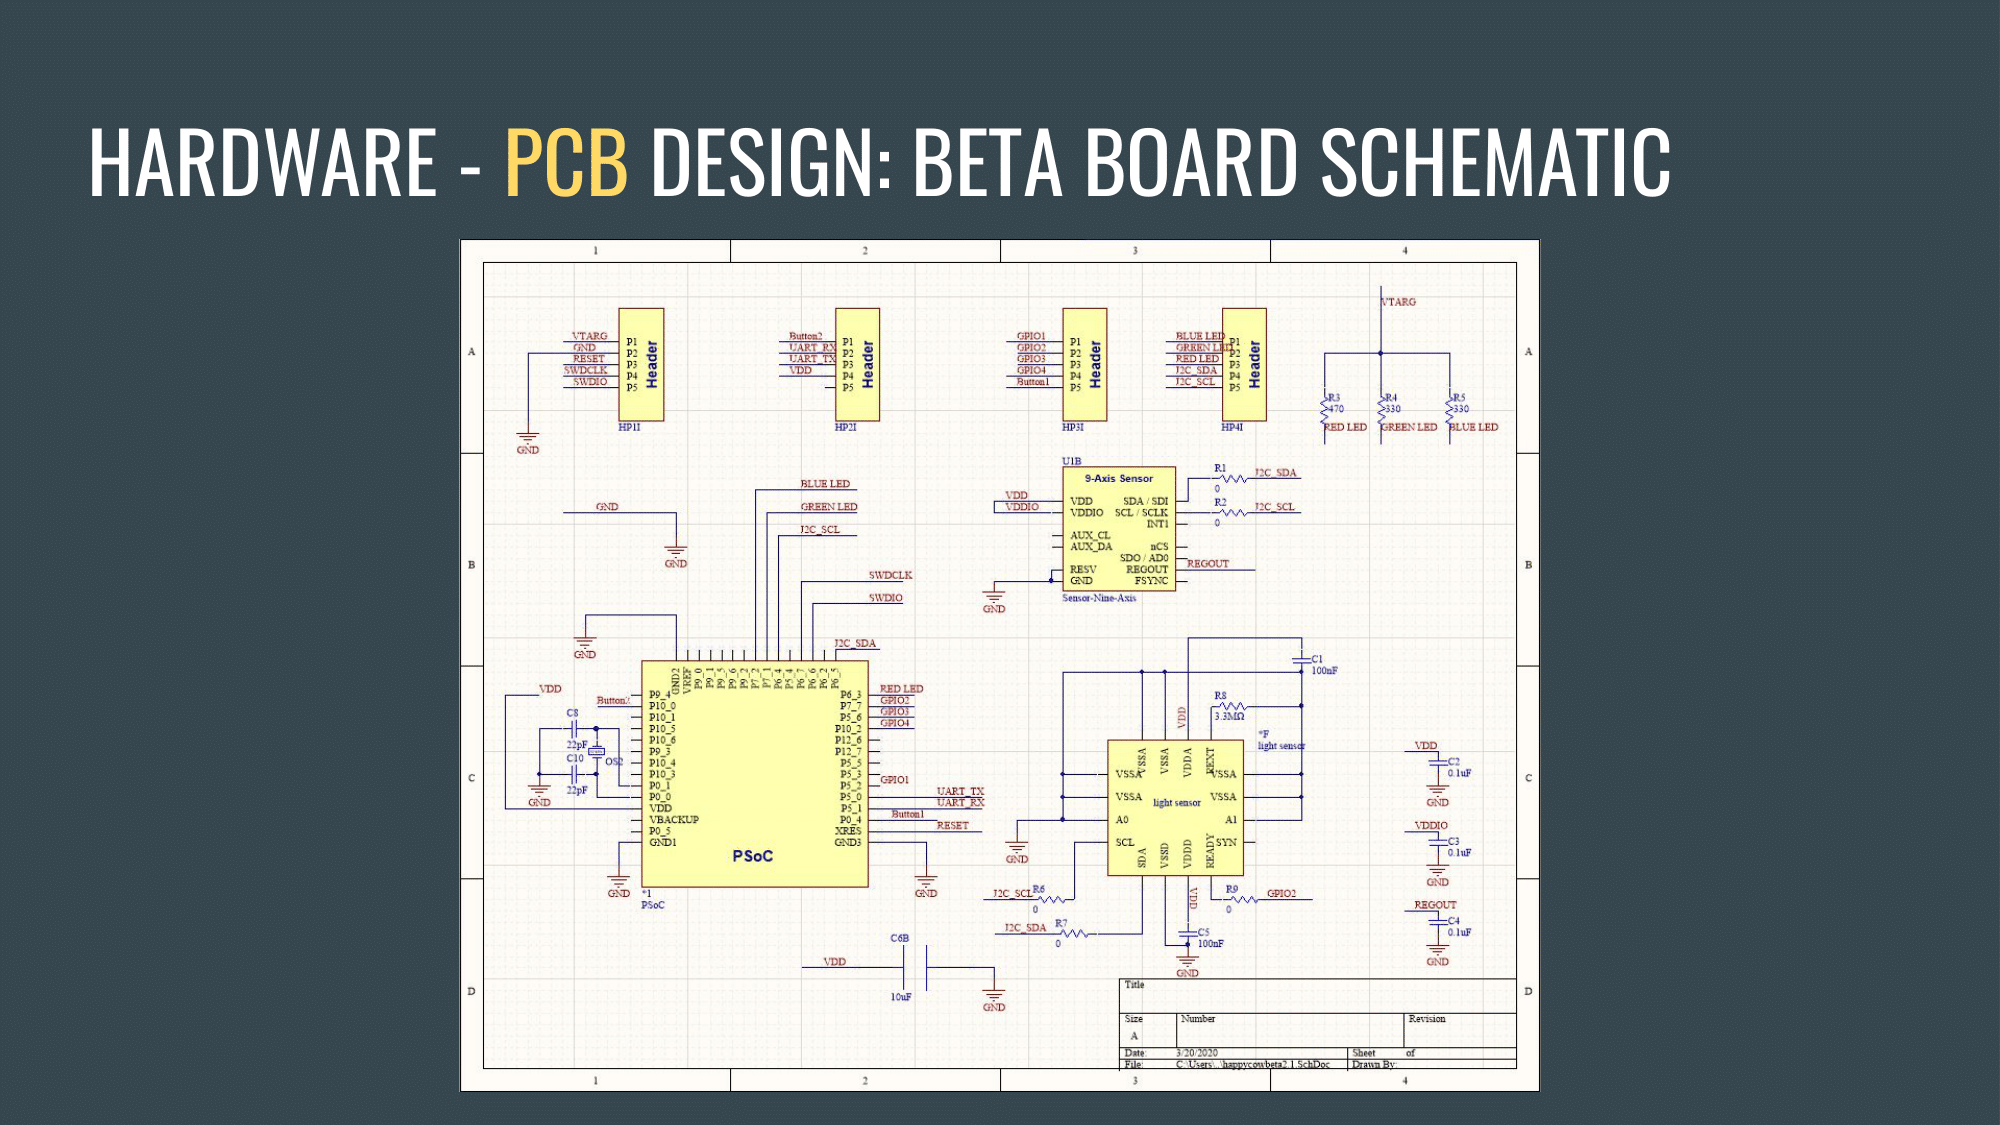 HARDWARE - PCB DESIGN: BETA BOARD SCHEMATIC
1 2 3 4
A A
B B
C C
D D
VTARG
GND
RESET
SWDCLK
SWDIO
P1
P2
P3
P4
P5
Header
HP1I
GND
Button2
UART_RX
UART_TX
VDD
P1
P2
P3
P4
P5
Header
HP2I
GPIO1
GPIO2
GPIO3
GPIO4
Button1
P1
P2
P3
P4
P5
Header
HP3I
BLUE LED
GREEN LED
RED LED
I2C_SDA
I2C_SCL
P1
P2
P3
P4
P5
Header
HP4I
VTARG
R3
470
RED LED
R4
330
GREEN LED
R5
330
BLUE LED
GND
GND
BLUE LED
GREEN LED
I2C_SCL
SWDCLK
SWDIO
I2C_SDA
GND
U1B
9-Axis Sensor
VDD
VDDIO
VDD SDA / SDI
VDDIO SCL / SCLK
INT1
AUX_CL
AUX_DA nCS
SDO / AD0
RESV REGOUT
GND FSYNC
Sensor-Nine-Axis
GND
R1
0
I2C_SDA
R2
0
I2C_SCL
REGOUT
GND2
VREF
P9_0
P9_1
P9_5
P9_6
P9_2
P7_2
P7_1
P6_4
P5_4
P6_7
P6_6
P6_2
P6_5
VDD
Button2
C8
22pF
C10
22pF
GND
P9_4
P10_0
P10_1
P10_5
P10_6
P9_3
P10_4
P10_3
P0_1
P0_0
VDD
VBACKUP
P0_5
GND1
P6_3
P7_7
P5_6
P10_2
P12_6
P12_7
P5_5
P5_3
P5_2
P5_0
P5_1
P0_4
XRES
GND3
RED LED
GPIO2
GPIO3
GPIO4
GPIO1
UART_TX
UART_RX
Button1
RESET
PSoC
GND
GND
*1
PSoC
C1
100nF
R8
3.3MΩ
VDD
*F
light sensor
VSSA
VSSA
VDDA
REXT
VSSA VSSA
VSSA VSSA
light sensor
A0 A1
SCL SYN
SDA
VSSD
VDDD
READY
GND
I2C_SCL
R6
0
I2C_SDA
R7
0
VDD
R9
0
GPIO2
C5
100nF
GND
VDD
C2
0.1uF
GND
VDDIO
C3
0.1uF
GND
REGOUT
C4
0.1uF
GND
C6B
VDD
10uF
GND
Title
Size Number Revision
A
Date: 3/20/2020 Sheet of
File: C:\Users\..\happycowbeta2.1.SchDoc Drawn By:
1 2 3 4